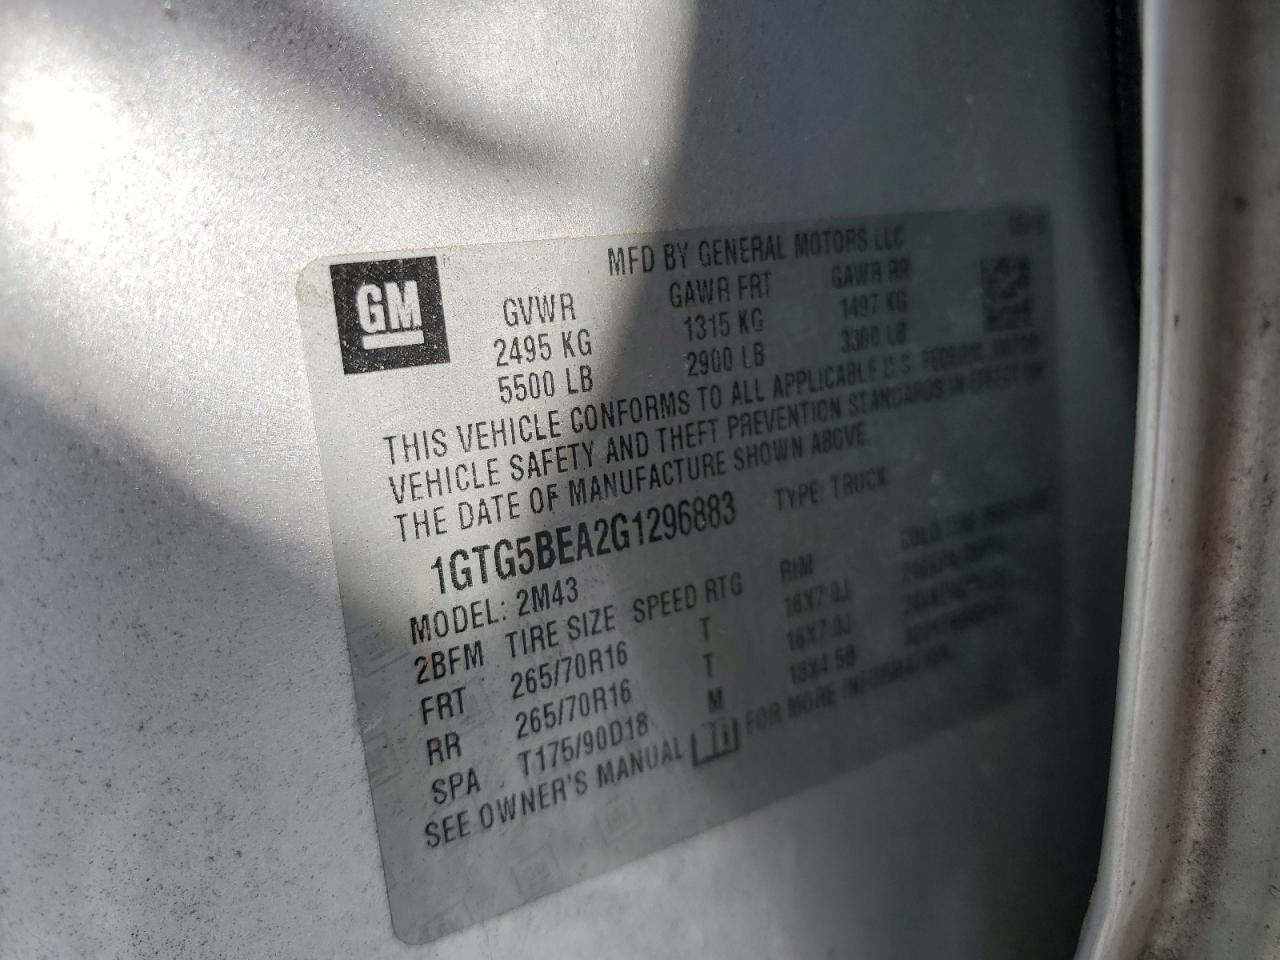 MFD BY GENERAL MOTORS LLC
GM
GVWR GAWR FRT GAWR RR
2495 KG 1315 KG 1497 KG
5500 LB 2900 LB LB
THIS VEHICLE CONFORMS TO ALL APPLICABLE U.S. FEDERAL MOTOR
VEHICLE SAFETY AND THEFT PREVENTION STANDARDS IN EFFECT ON
THE DATE OF MANUFACTURE SHOWN ABOVE.
1GTG5BEA2G1296883 TYPE: TRUCK
MODEL: 2M43
2BFM TIRE SIZE SPEED RTG RIM COLD TIRE PRESSURE
FRT 265/70R16 T 16X7.0J
RR 265/70R16 T 16X7.0J
SPA T175/90D18 M 18X4.5B
SEE OWNER'S MANUAL FOR MORE INFORMATION.